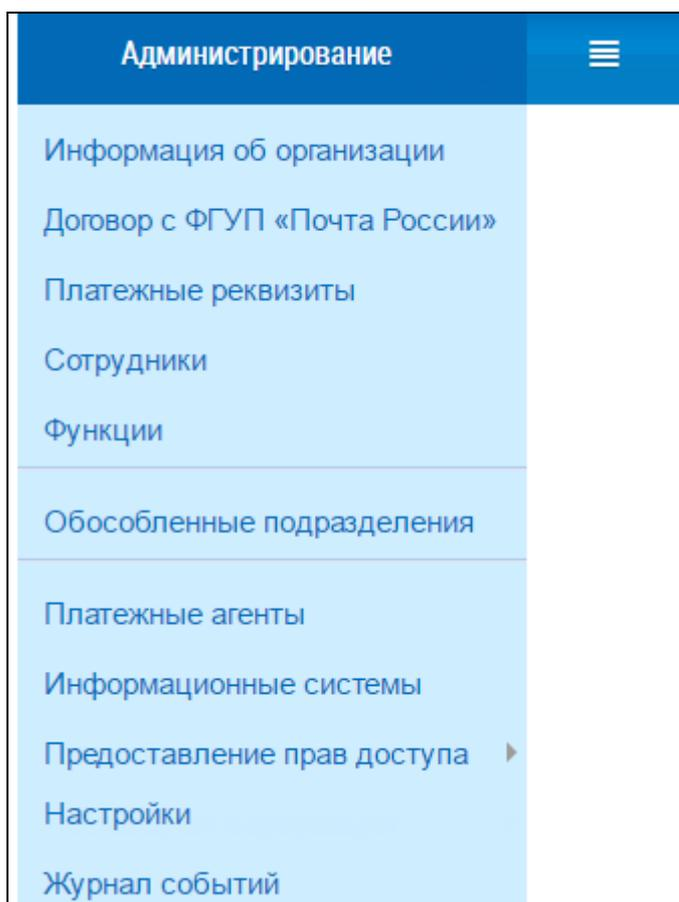 Администрирование
Информация об организации
Договор с ФГУП «Почта России»
Платежные реквизиты
Сотрудники
Функции
Обособленные подразделения
Платежные агенты
Информационные системы
Предоставление прав доступа
Настройки
Журнал событий